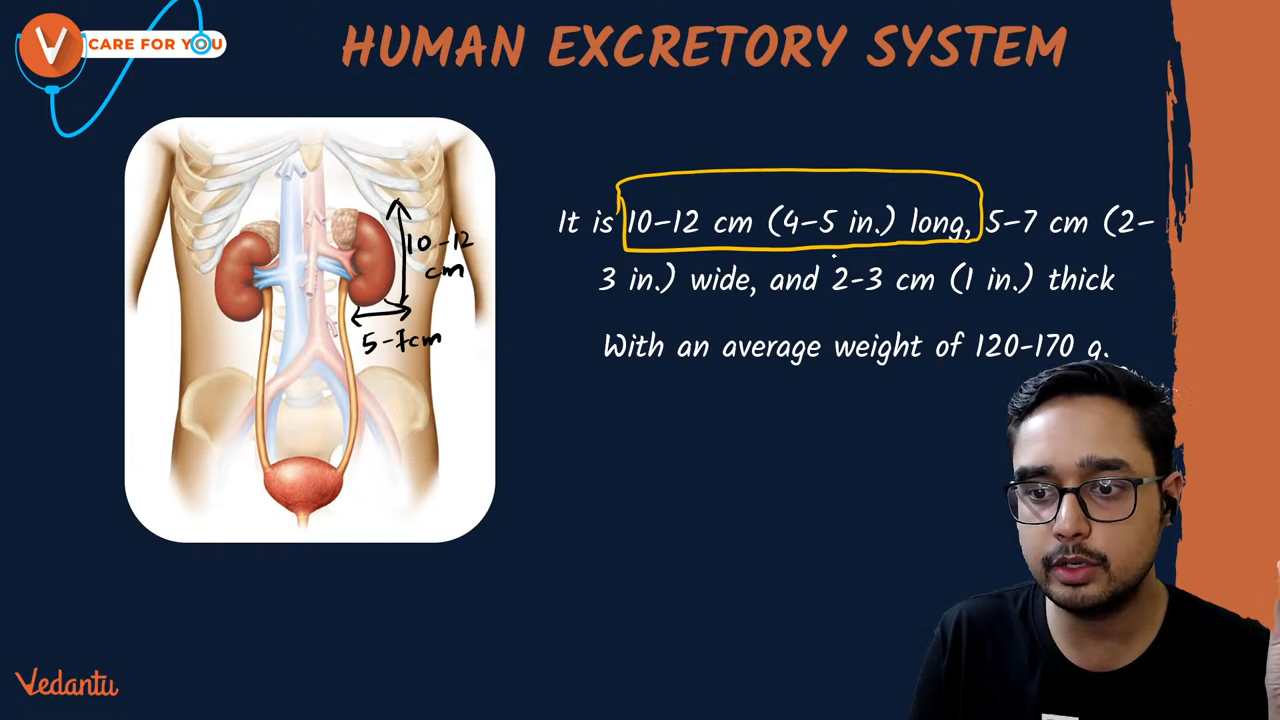 CARE FOR YOU
HUMAN EXCRETORY SYSTEM
It is 10-12 cm (4-5 in.) long, 5-7 cm (2-
3 in.) wide, and 2-3 cm (1 in.) thick
With an average weight of 120-170 g.
10-12
cm
5-7cm
Vedantu